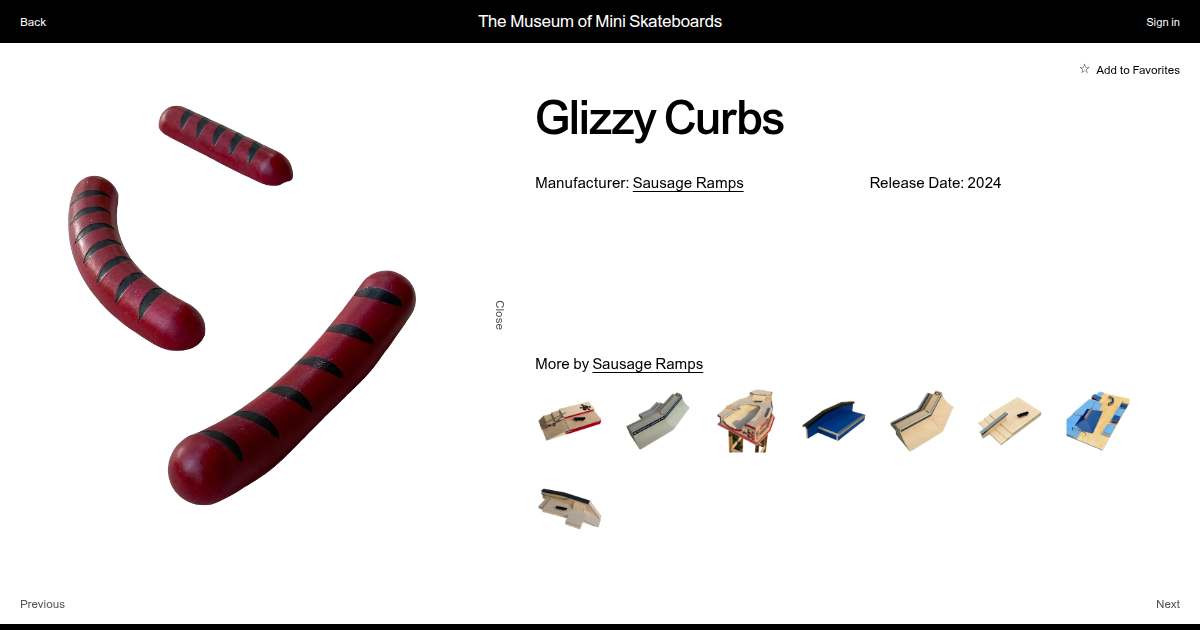 Back
The Museum of Mini Skateboards
Sign in
☆ Add to Favorites
Glizzy Curbs
Manufacturer: Sausage Ramps
Release Date: 2024
Close
More by Sausage Ramps
Previous
Next